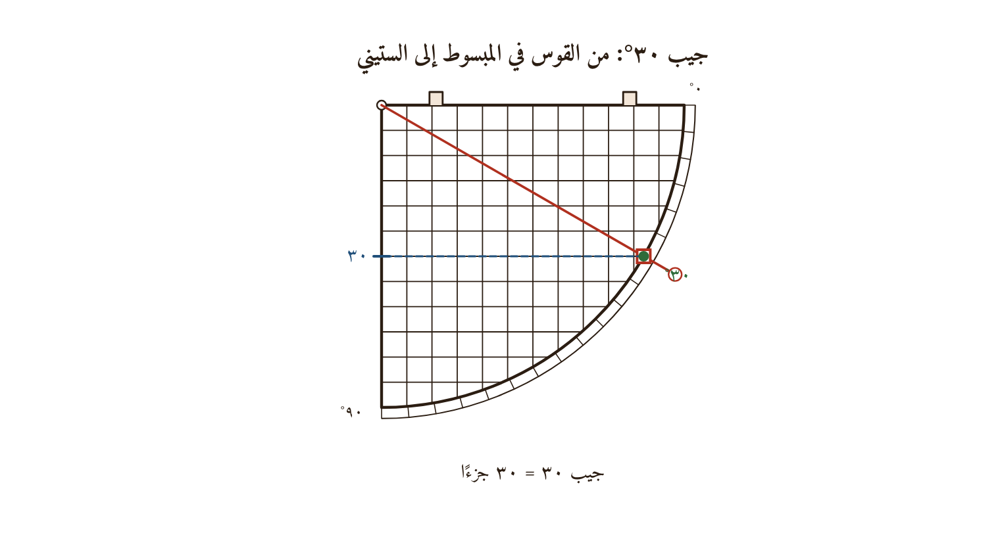 جيب ٣٠°: من القوس في المبسوط إلى الستيني
٠°
٣٠
٣٠°
٩٠°
جيب ٣٠ = ٣٠ جزءًا